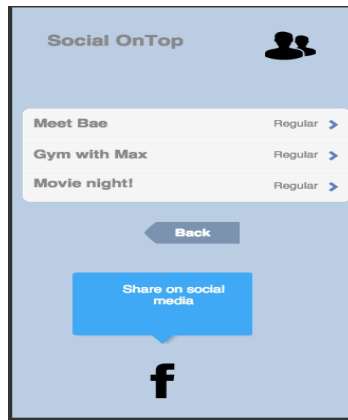 Social OnTop
Meet Bae Regular
Gym with Max Regular
Movie night! Regular
Back
Share on social
media
f